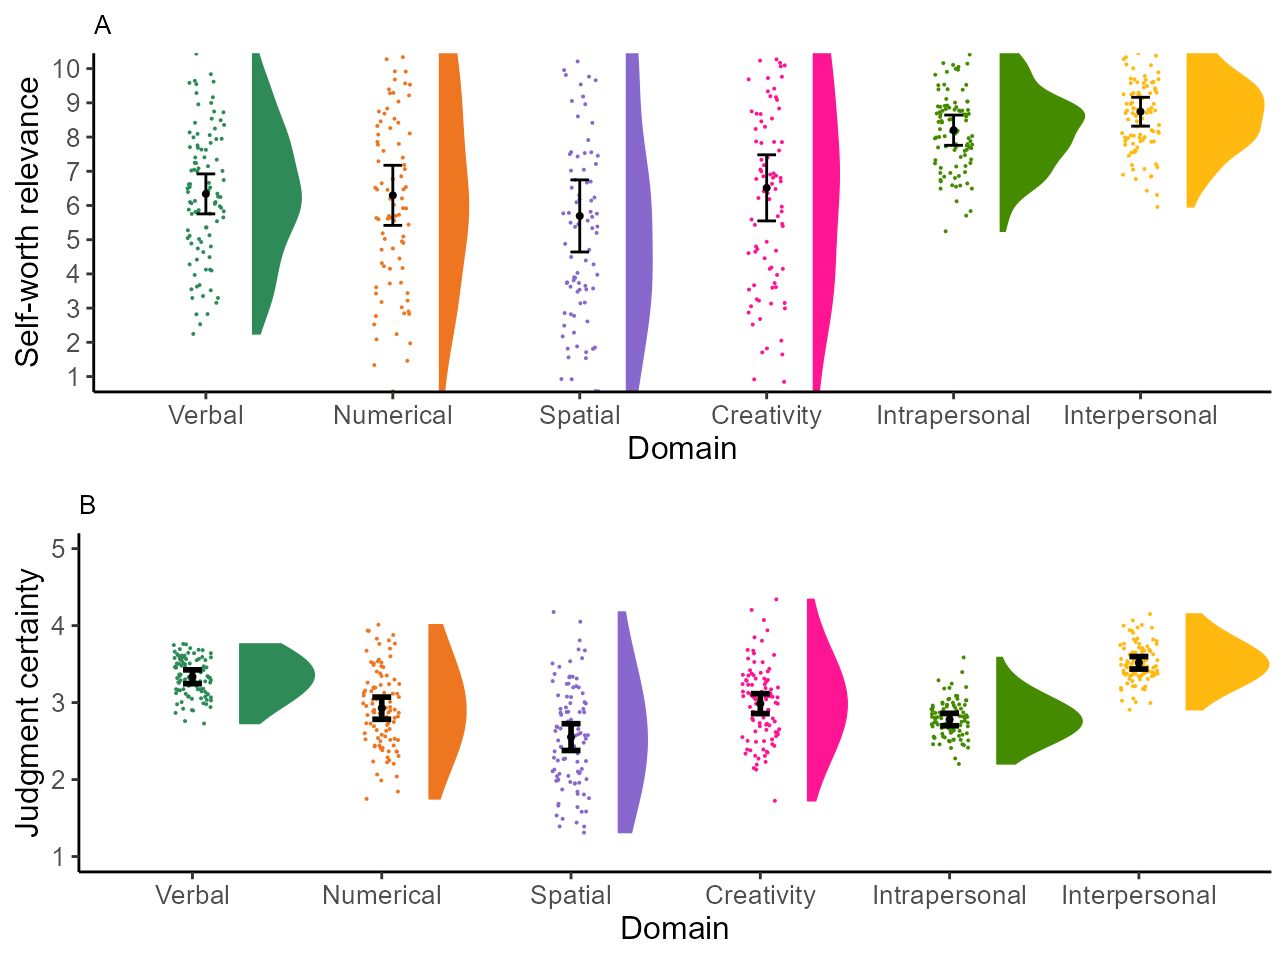 A
Self-worth relevance
10
9
8
7
6
5
4
3
2
1
Verbal Numerical Spatial Creativity Intrapersonal Interpersonal
Domain
B
Judgment certainty
5
4
3
2
1
Verbal Numerical Spatial Creativity Intrapersonal Interpersonal
Domain